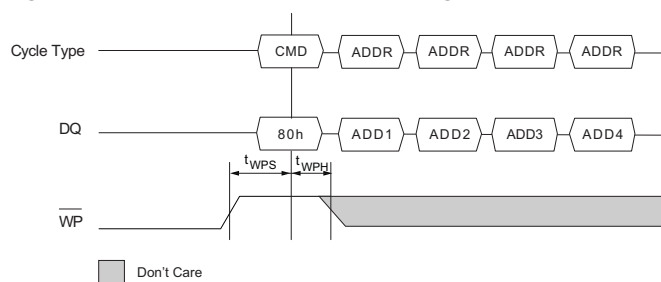 Cycle Type CMD ADDR ADDR ADDR ADDR
DQ 80h ADD1 ADD2 ADD3 ADD4
tWPS tWPH
WP
Don't Care